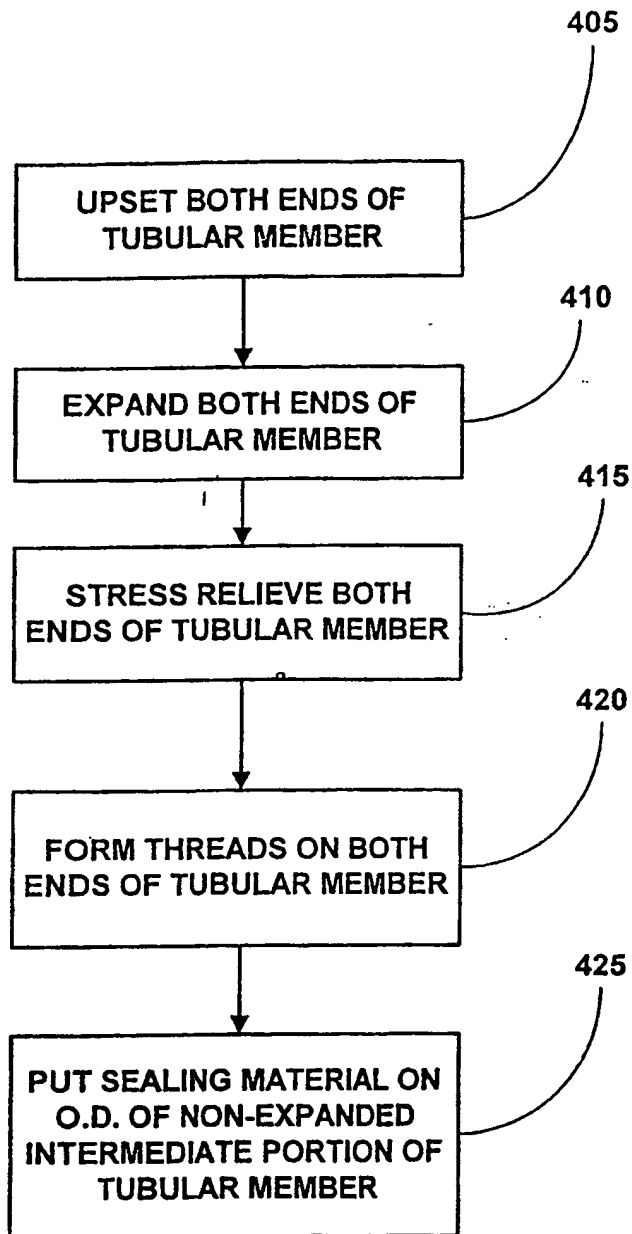 405
UPSET BOTH ENDS OF
TUBULAR MEMBER
410
EXPAND BOTH ENDS OF
TUBULAR MEMBER
415
STRESS RELIEVE BOTH
ENDS OF TUBULAR MEMBER
420
FORM THREADS ON BOTH
ENDS OF TUBULAR MEMBER
425
PUT SEALING MATERIAL ON
O.D. OF NON-EXPANDED
INTERMEDIATE PORTION OF
TUBULAR MEMBER